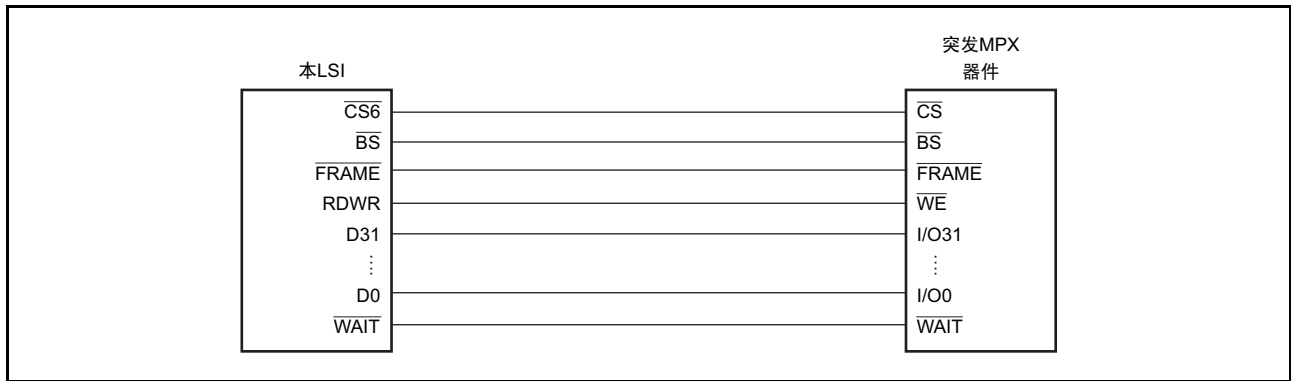 本LSI
突发MPX
器件
CS6
BS
FRAME
RDWR
D31
D0
WAIT
CS
BS
FRAME
WE
I/O31
I/O0
WAIT